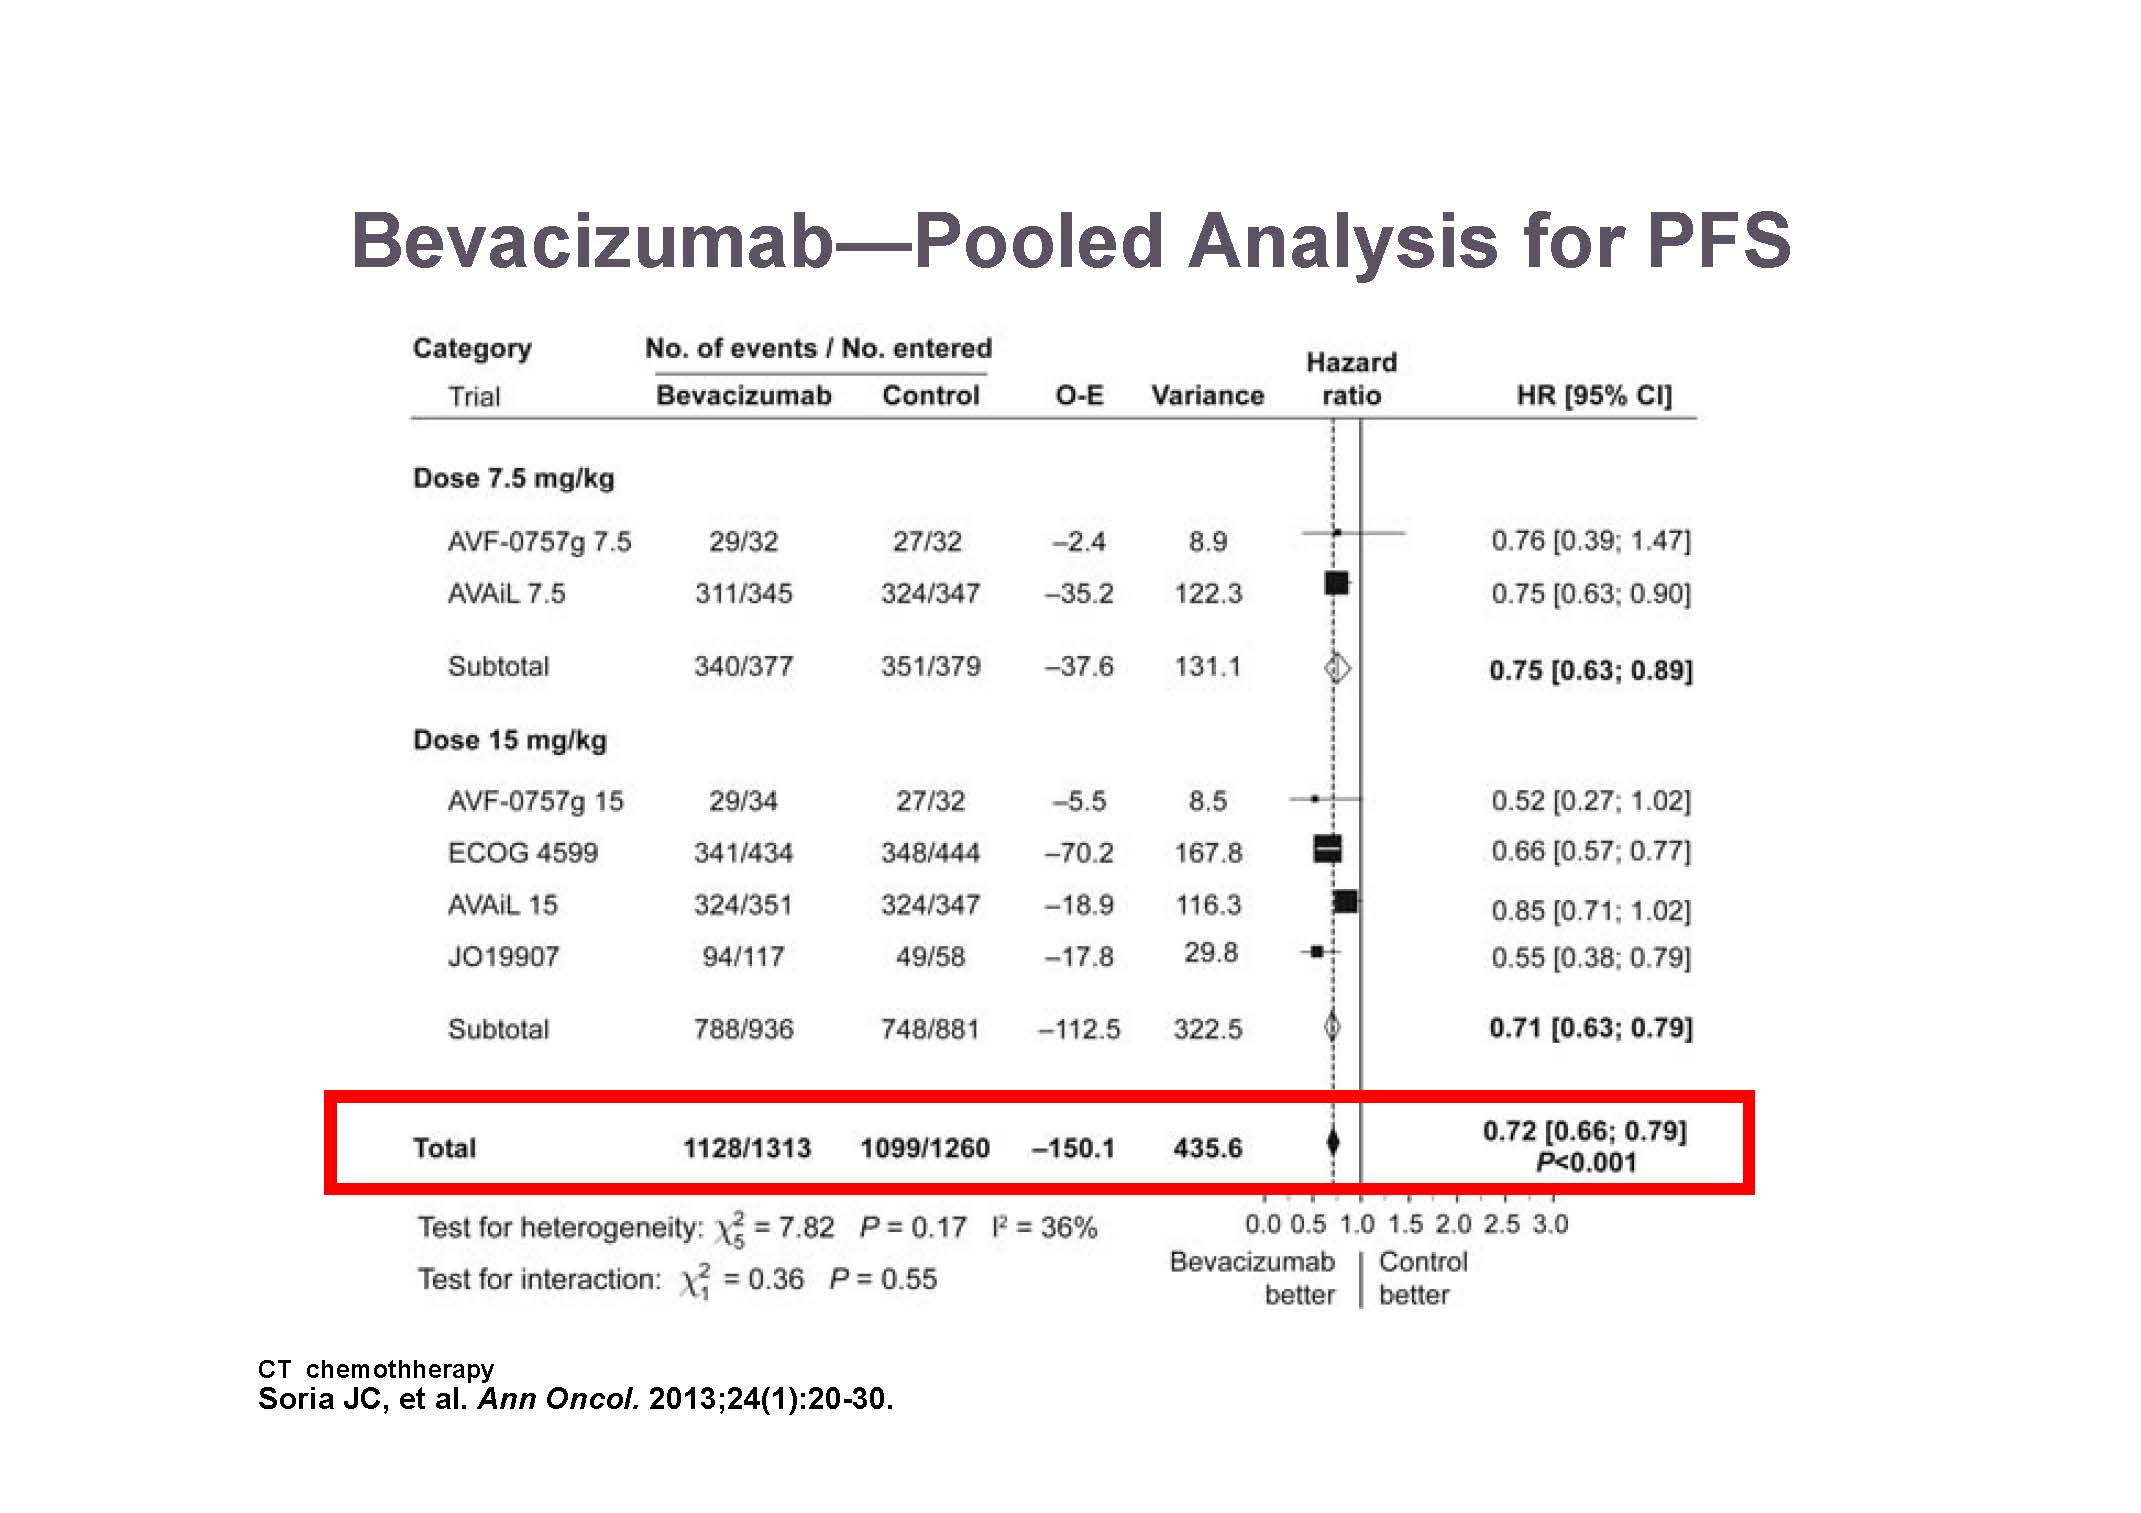 Bevacizumab—Pooled Analysis for PFS
Category No. of events / No. entered Hazard
Trial Bevacizumab Control O-E Variance ratio HR [95% CI]
Dose 7.5 mg/kg
AVF-0757g 7.5 29/32 27/32 –2.4 8.9 0.76 [0.39; 1.47]
AVAiL 7.5 311/345 324/347 –35.2 122.3 0.75 [0.63; 0.90]
Subtotal 340/377 351/379 –37.6 131.1 0.75 [0.63; 0.89]
Dose 15 mg/kg
AVF-0757g 15 29/34 27/32 –5.5 8.5 0.52 [0.27; 1.02]
ECOG 4599 341/434 348/444 –70.2 167.8 0.66 [0.57; 0.77]
AVAiL 15 324/351 324/347 –18.9 116.3 0.85 [0.71; 1.02]
JO19907 94/117 49/58 –17.8 29.8 0.55 [0.38; 0.79]
Subtotal 788/936 748/881 –112.5 322.5 0.71 [0.63; 0.79]
Total 1128/1313 1099/1260 –150.1 435.6 0.72 [0.66; 0.79]
P<0.001
0.0 0.5 1.0 1.5 2.0 2.5 3.0
Test for heterogeneity: χ²₅ = 7.82 P = 0.17 I² = 36%
Test for interaction: χ²₁ = 0.36 P = 0.55
Bevacizumab better
Control better
CT chemothherapy
Soria JC, et al. Ann Oncol. 2013;24(1):20-30.